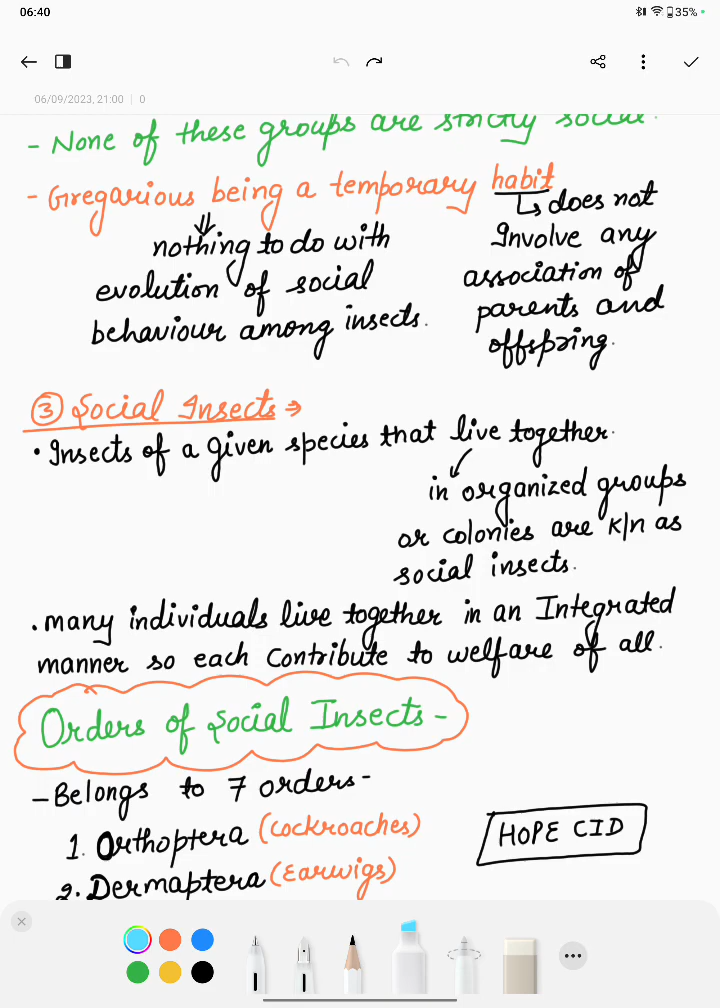 06:40
35%
06/09/2023, 21:00 | 0
- None of these groups are strictly social.
- Gregarious being a temporary habit
↳ does not
⇓
nothing to do with
Involve any
evolution of social
association of
behaviour among insects.
parents and
offspring.
③ Social Insects →
• Insects of a given species that live together.
in organized groups
or colonies are k/n as
social insects.
. many individuals live together in an Integrated
manner so each Contribute to welfare of all.
Orders of Social Insects -
- Belongs to 7 orders -
1. Orthoptera (Cockroaches)
HOPE CID
2. Dermaptera (Earwigs)